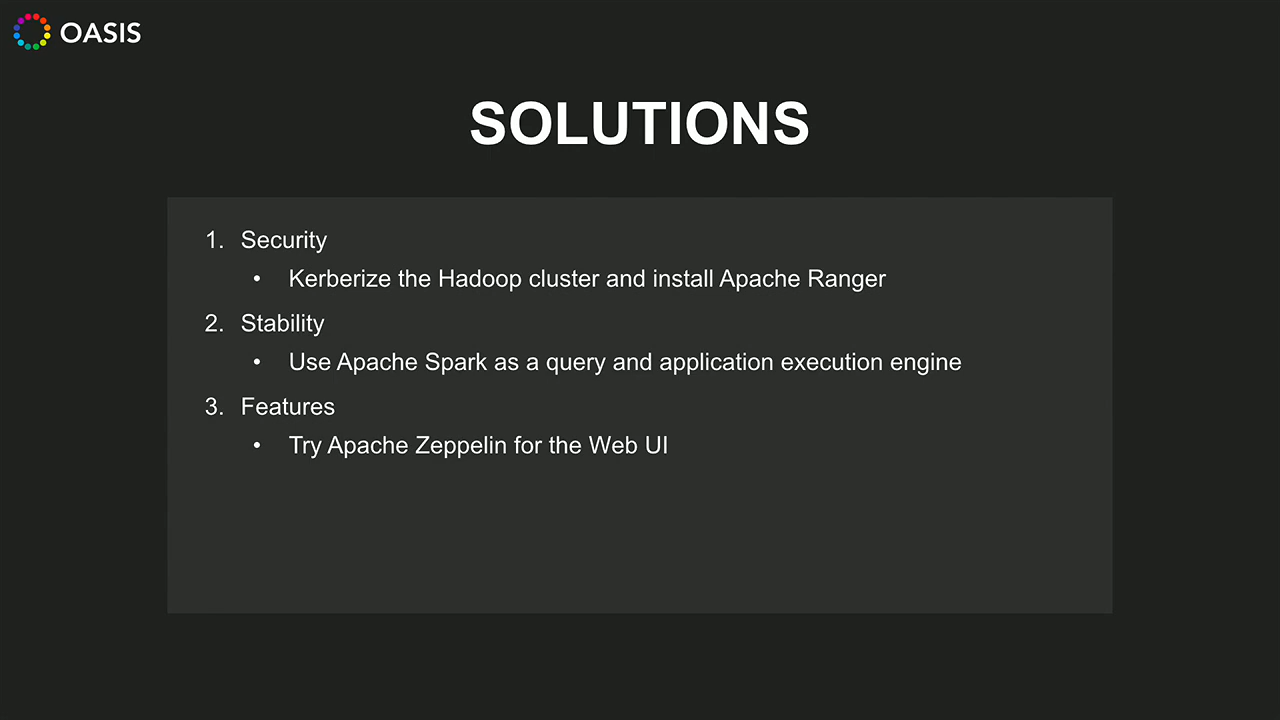 OASIS
SOLUTIONS
1. Security
• Kerberize the Hadoop cluster and install Apache Ranger
2. Stability
• Use Apache Spark as a query and application execution engine
3. Features
• Try Apache Zeppelin for the Web UI